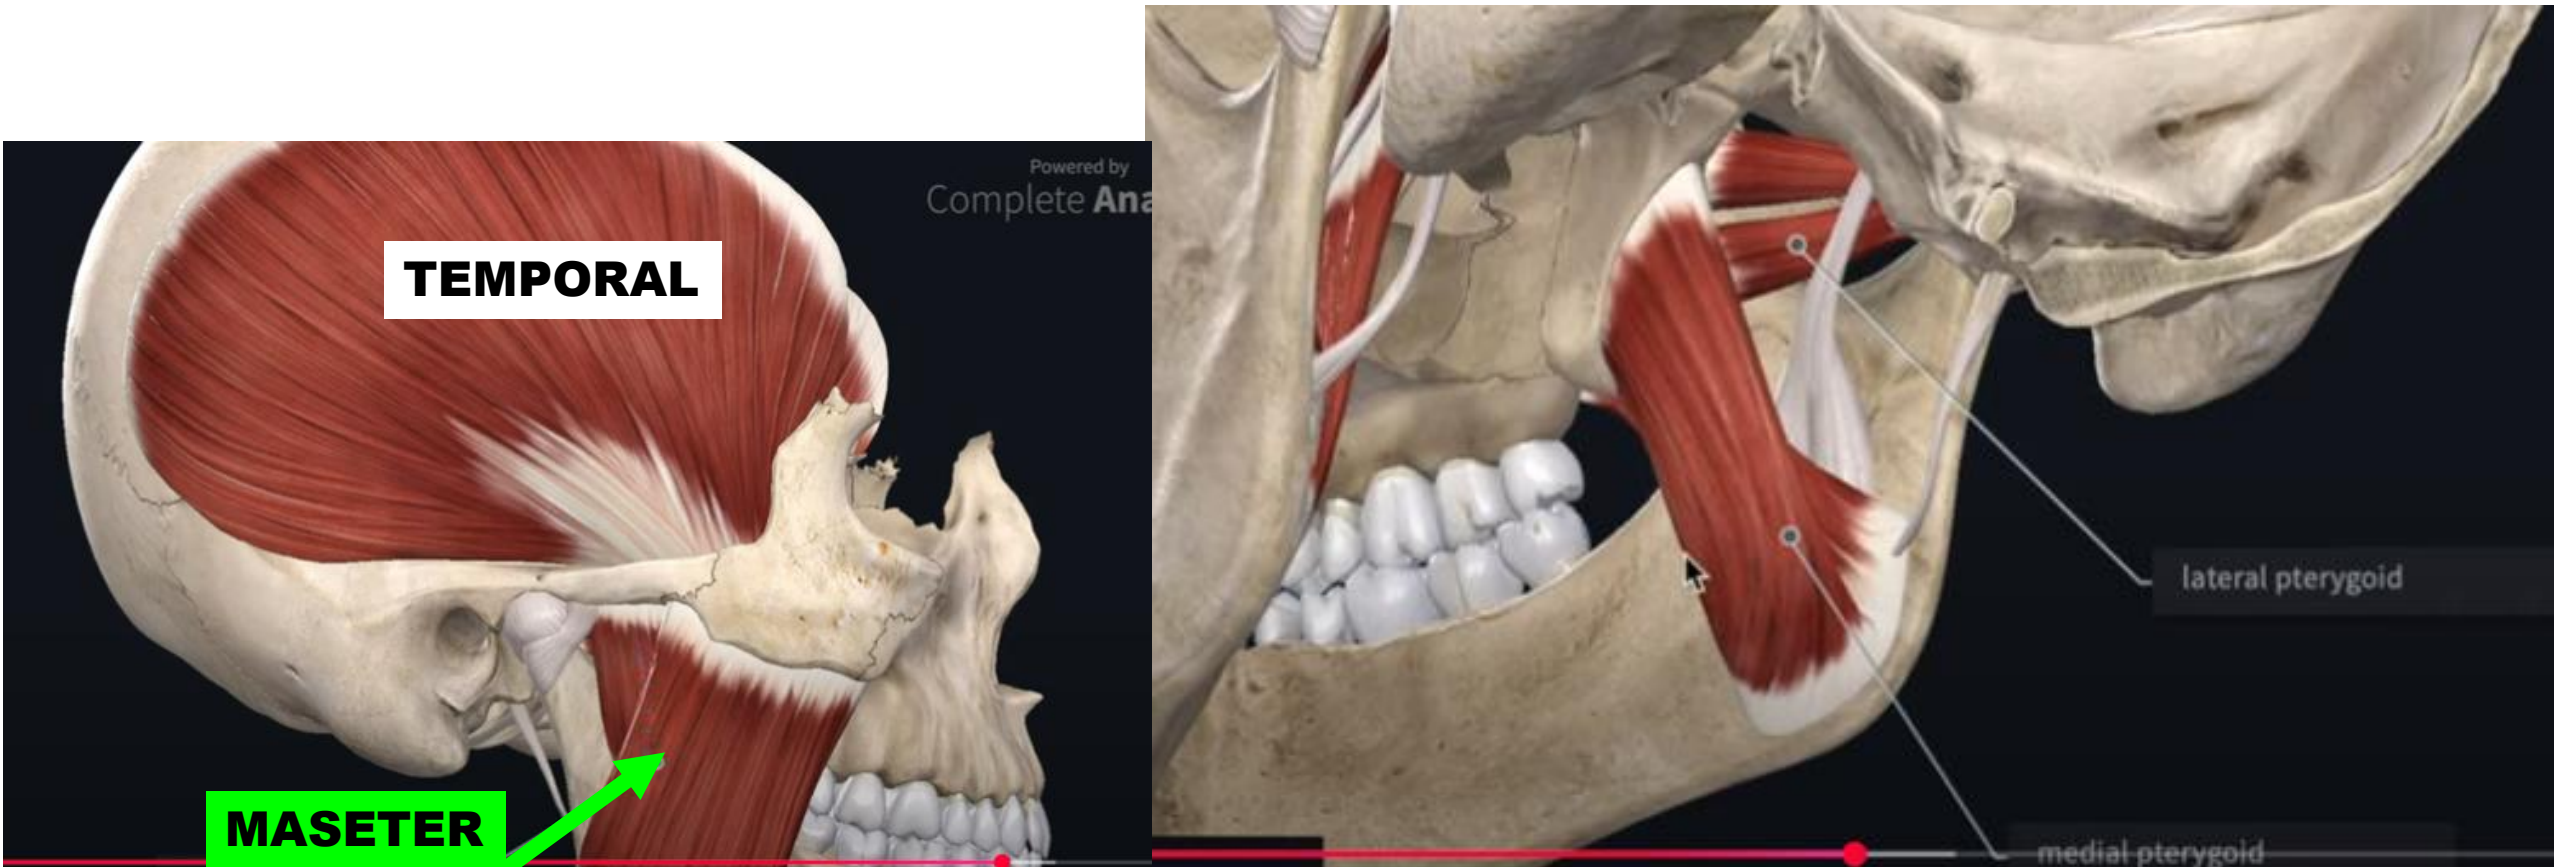 Powered by
Complete Ana
TEMPORAL
MASETER
lateral pterygoid
medial pterygoid